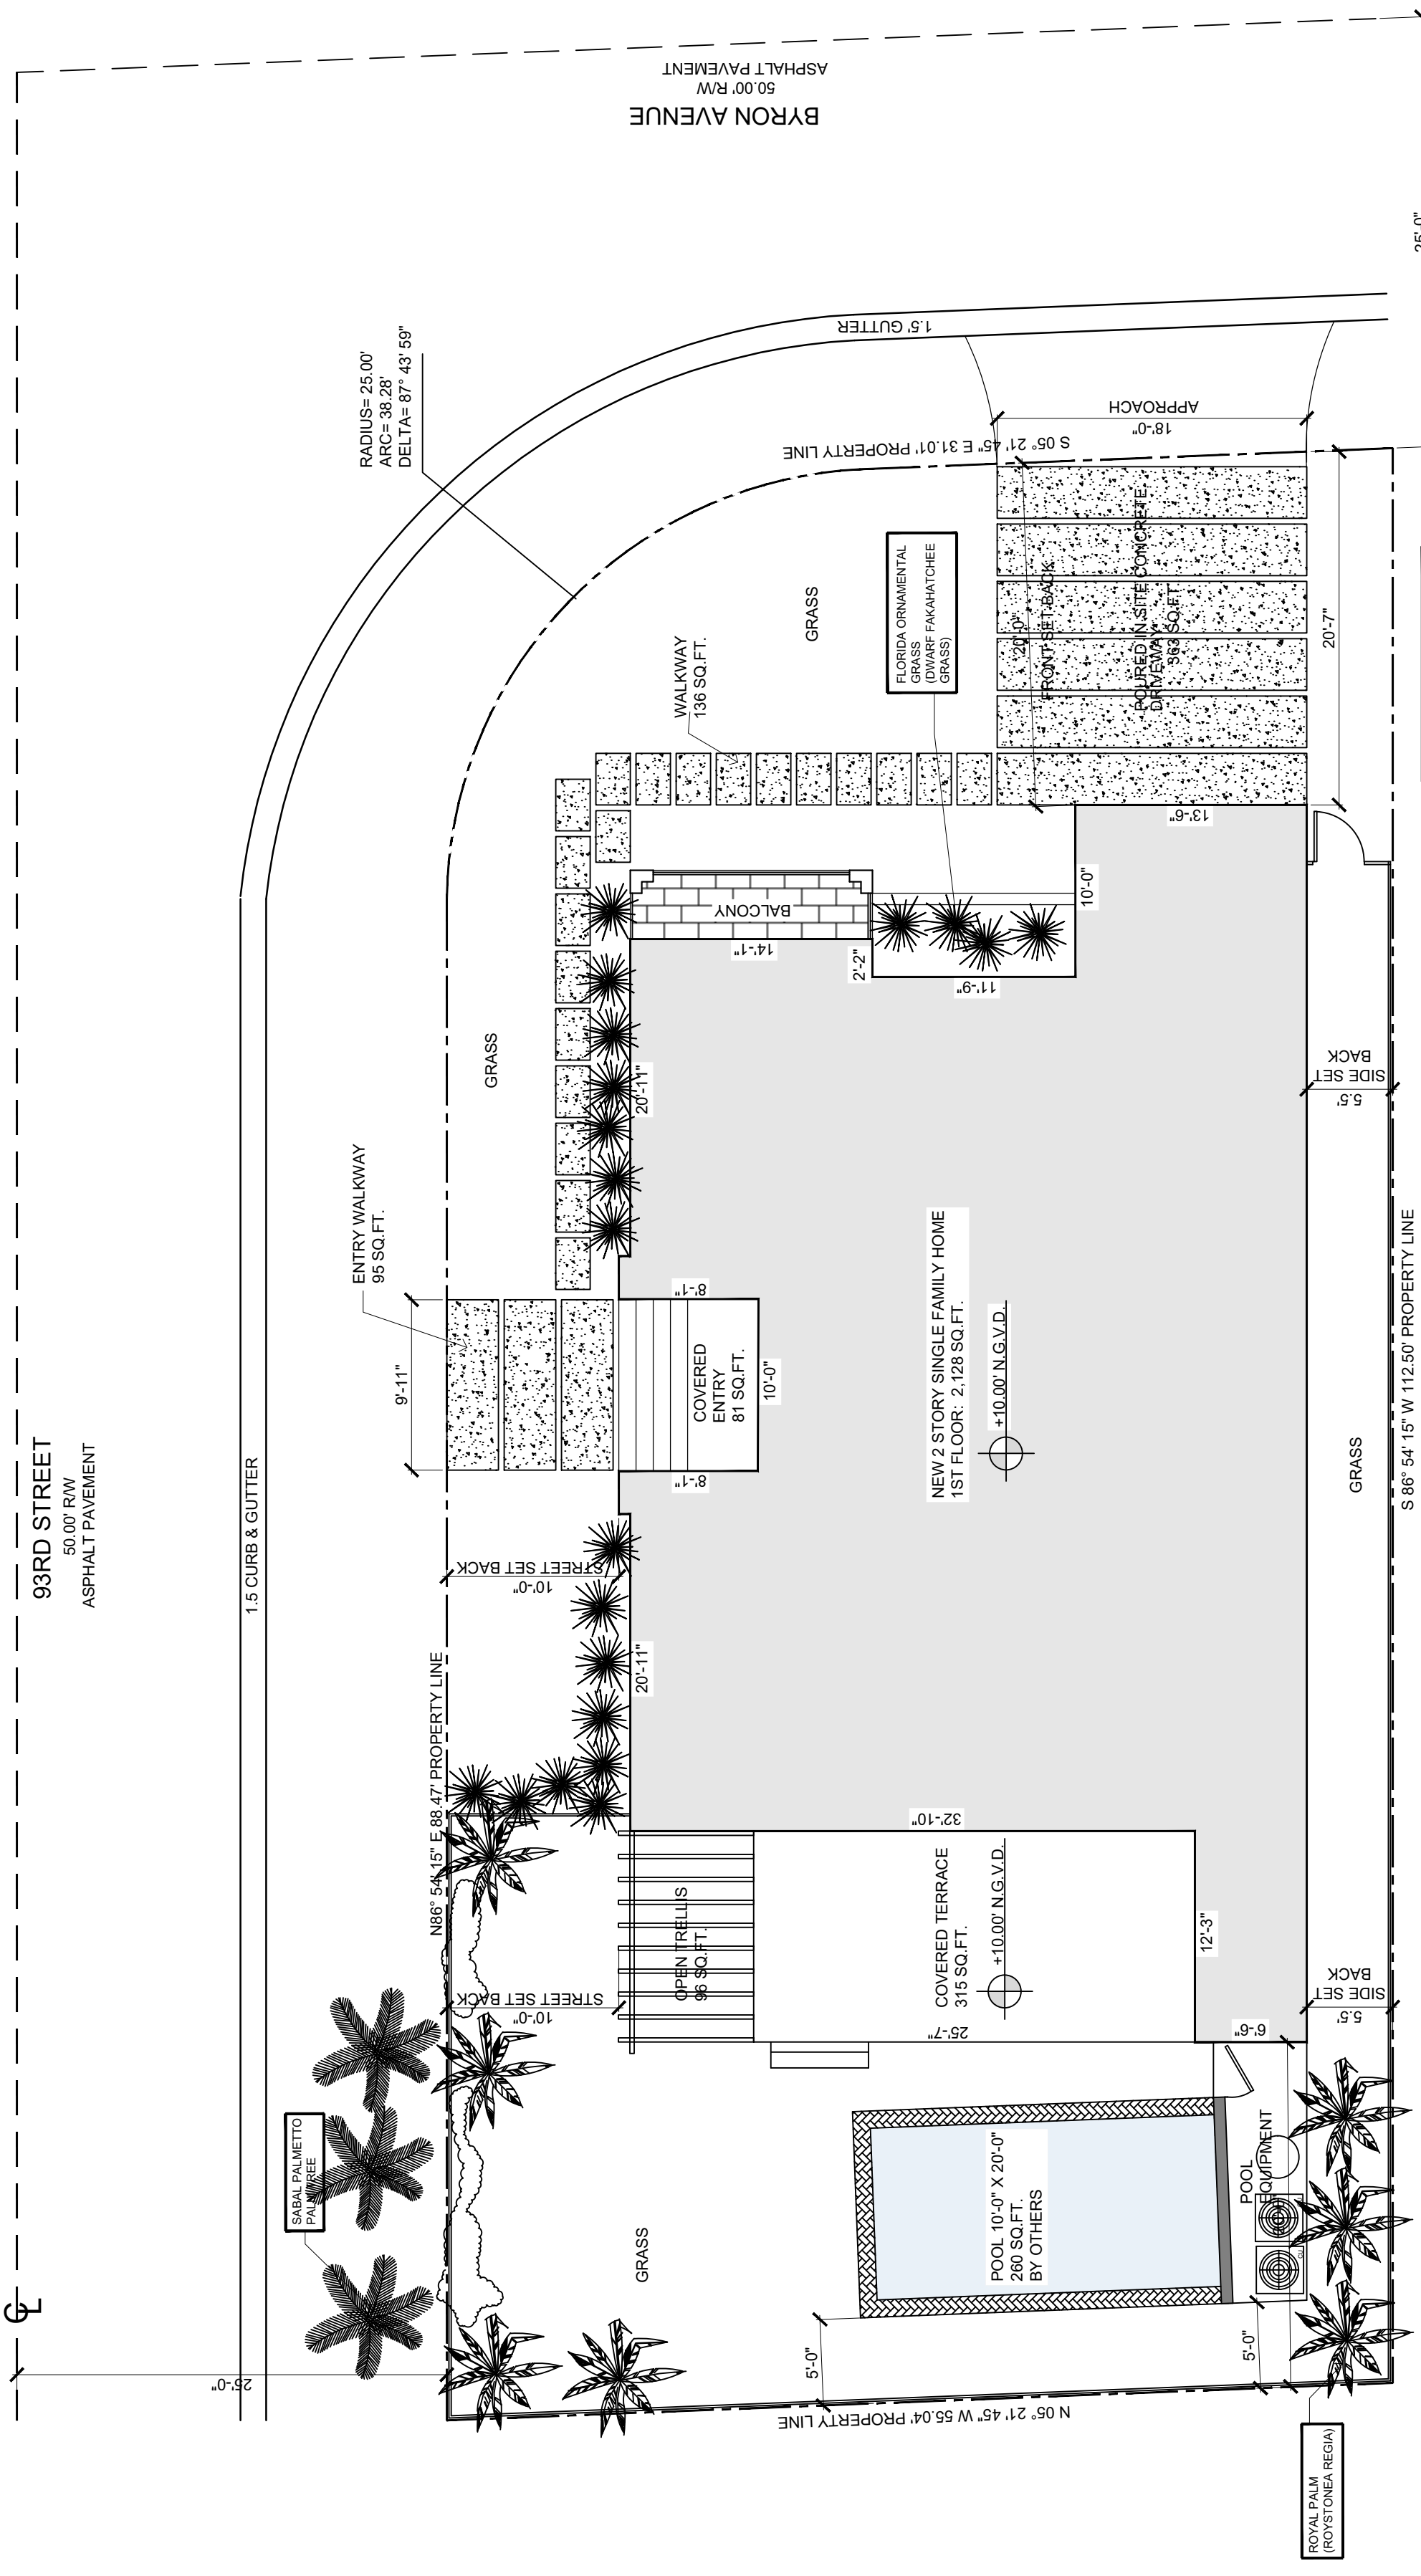 BYRON AVENUE
50.00' R/W
ASPHALT PAVEMENT
1.5' GUTTER
RADIUS= 25.00'
ARC= 38.28'
DELTA= 87° 43' 59"
APPROACH
18'-0"
S 05° 21' 45" E 31.01' PROPERTY LINE
FLORIDA ORNAMENTAL
GRASS
(DWARF FAKAHATCHEE
GRASS)
GRASS
WALKWAY
136 SQ.FT.
20'-0"
FRONT SET BACK
POURED IN SITE CONCRETE
DRIVEWAY
363 SQ.FT.
20'-7"
25'-0"
13'-6"
10'-0"
BALCONY
14'-1"
2'-2"
11'-9"
GRASS
20'-11"
SIDE SET
BACK
5.5'
ENTRY WALKWAY
95 SQ.FT.
9'-11"
8'-1"
COVERED
ENTRY
81 SQ.FT.
10'-0"
8'-1"
NEW 2 STORY SINGLE FAMILY HOME
1ST FLOOR: 2,128 SQ.FT.
+10.00' N.G.V.D.
GRASS
S 86° 54' 15" W 112.50' PROPERTY LINE
93RD STREET
50.00' R/W
ASPHALT PAVEMENT
1.5 CURB & GUTTER
STREET SET BACK
10'-0"
20'-11"
N86° 54' 15" E 88.47' PROPERTY LINE
32'-10"
OPEN TRELLIS
96 SQ.FT.
COVERED TERRACE
315 SQ.FT.
+10.00' N.G.V.D.
12'-3"
STREET SET BACK
10'-0"
25'-7"
6'-6"
SIDE SET
BACK
5.5'
SABAL PALMETTO
PALM TREE
GRASS
POOL 10'-0" X 20'-0"
260 SQ.FT.
BY OTHERS
POOL
EQUIPMENT
CL
25'-0"
5'-0"
5'-0"
N 05° 21' 45" W 55.04' PROPERTY LINE
ROYAL PALM
(ROYSTONEA REGIA)